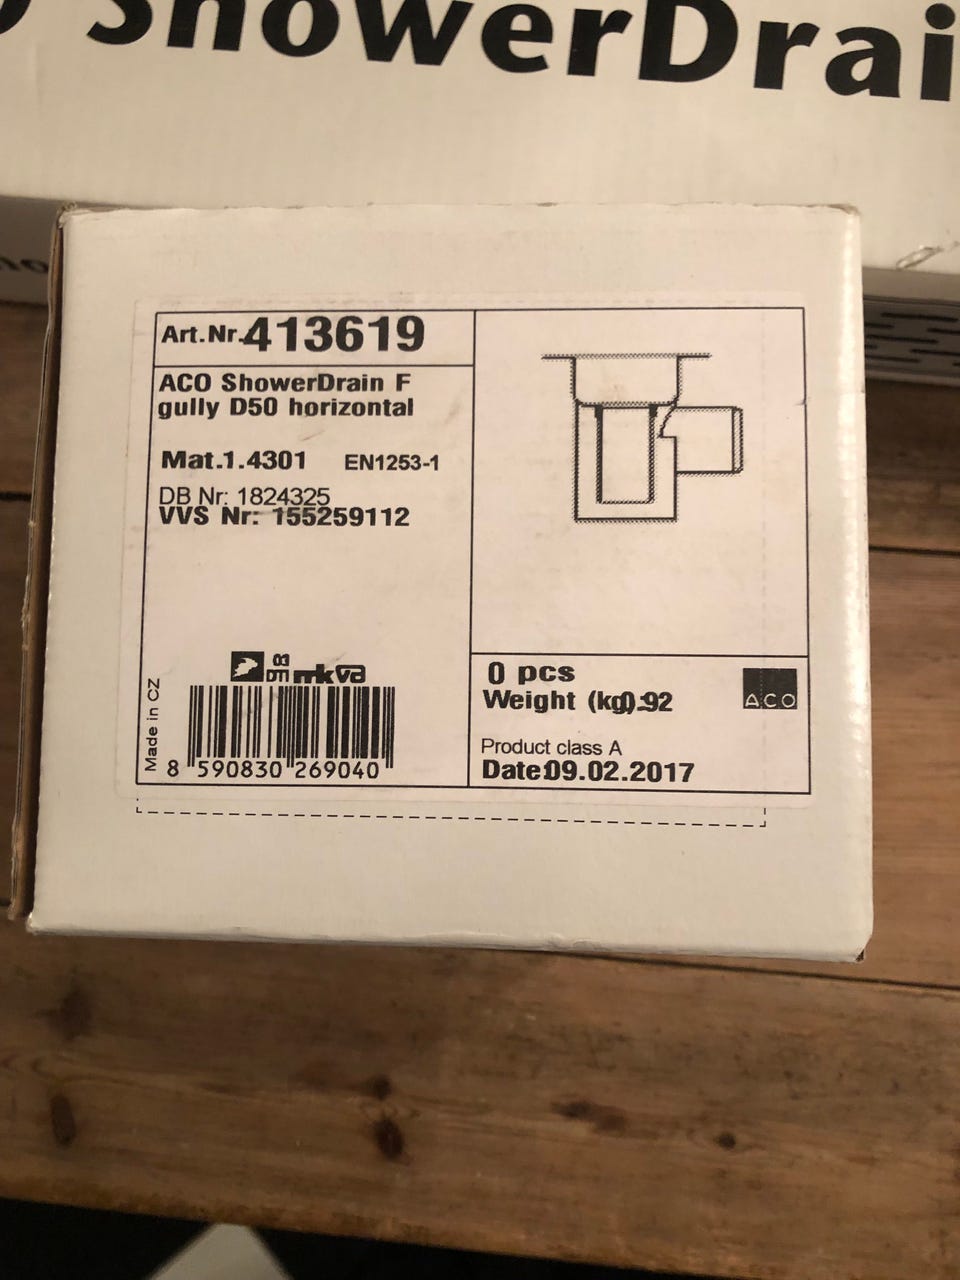 ShowerDrai
Art.Nr.413619
ACO ShowerDrain F
gully D50 horizontal
Mat.1.4301 EN1253-1
DB Nr: 1824325
VVS Nr: 155259112
mkva
Made in CZ
8 590830 269040
0 pcs
Weight (kg):0.92
ACO
Product class A
Date:09.02.2017